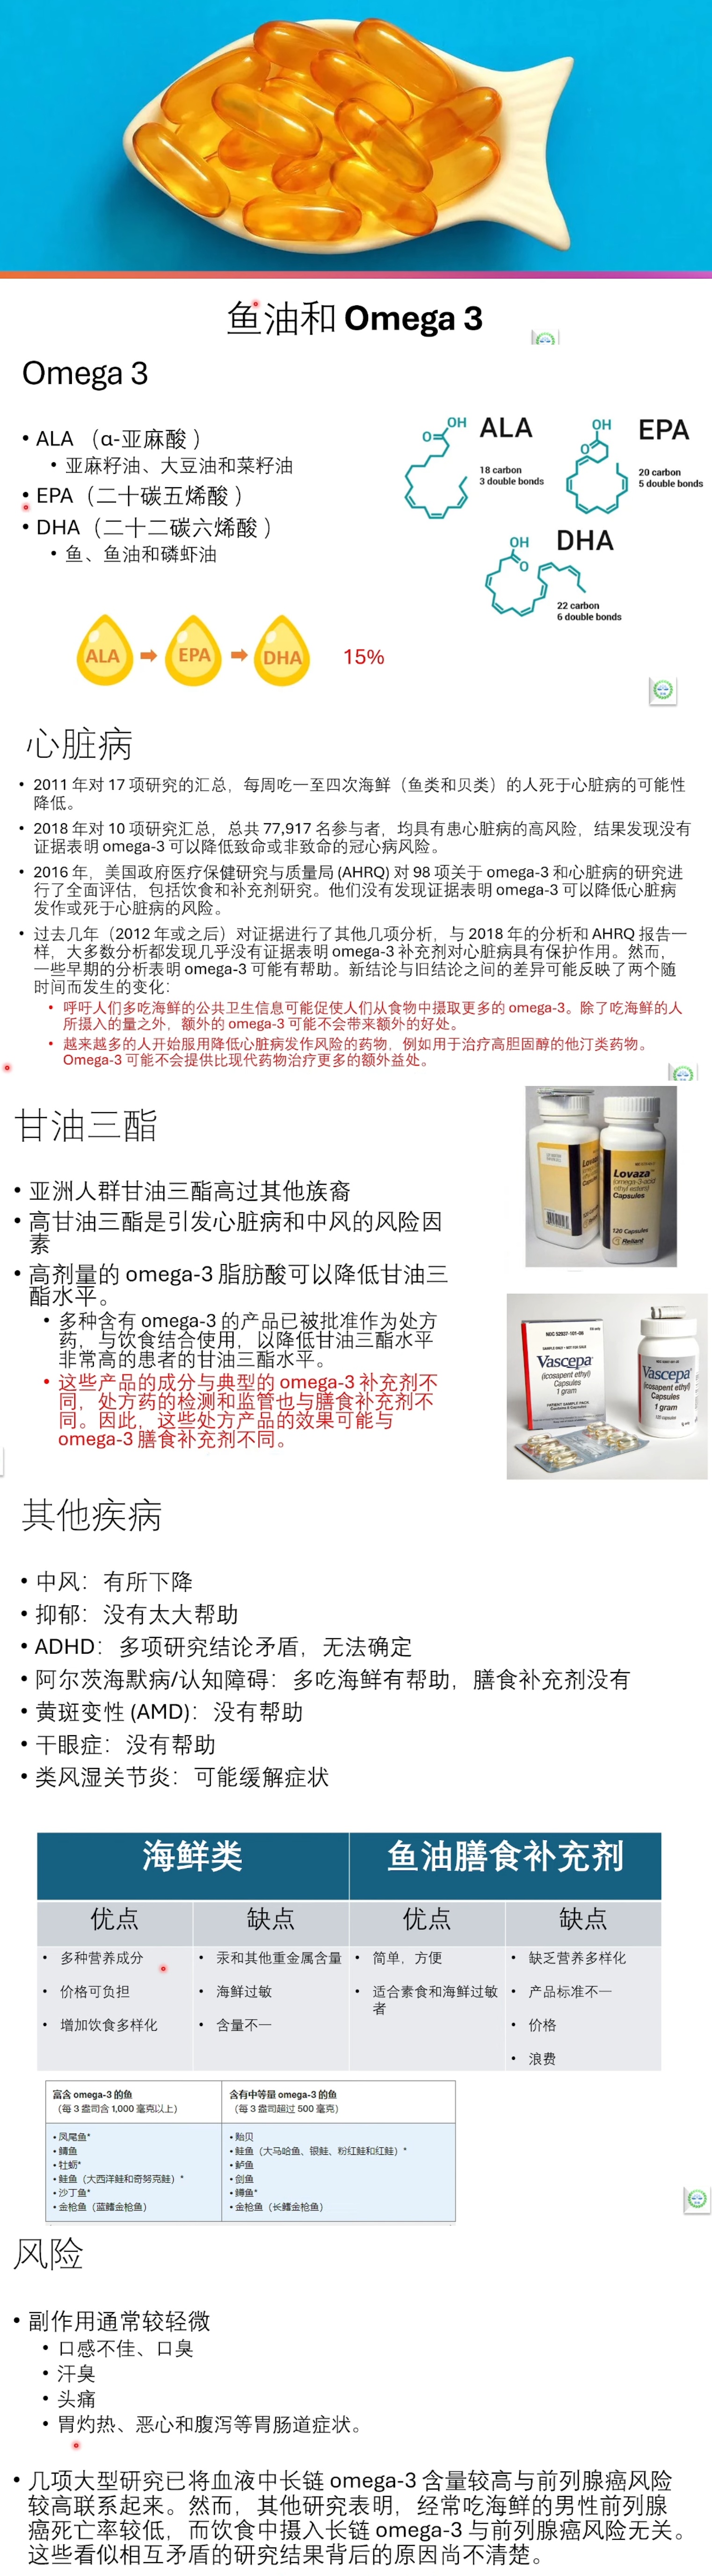 鱼油和 Omega 3
Omega 3
• ALA （α-亚麻酸 ）
• 亚麻籽油、大豆油和菜籽油
• EPA（二十碳五烯酸 ）
• DHA（二十二碳六烯酸 ）
• 鱼、鱼油和磷虾油
OH
O
ALA
18 carbon
3 double bonds
OH
O
EPA
20 carbon
5 double bonds
OH
O
DHA
22 carbon
6 double bonds
ALA
EPA
DHA
15%
心脏病
• 2011 年对 17 项研究的汇总，每周吃一至四次海鲜（鱼类和贝类）的人死于心脏病的可能性
降低。
• 2018 年对 10 项研究汇总，总共 77,917 名参与者，均具有患心脏病的高风险，结果发现没有
证据表明 omega-3 可以降低致命或非致命的冠心病风险。
• 2016 年，美国政府医疗保健研究与质量局 (AHRQ) 对 98 项关于 omega-3 和心脏病的研究进
行了全面评估，包括饮食和补充剂研究。他们没有发现证据表明 omega-3 可以降低心脏病
发作或死于心脏病的风险。
• 过去几年（2012 年或之后）对证据进行了其他几项分析，与 2018 年的分析和 AHRQ 报告一
样，大多数分析都发现几乎没有证据表明 omega-3 补充剂对心脏病具有保护作用。然而，
一些早期的分析表明 omega-3 可能有帮助。新结论与旧结论之间的差异可能反映了两个随
时间而发生的变化：
• 呼吁人们多吃海鲜的公共卫生信息可能促使人们从食物中摄取更多的 omega-3。除了吃海鲜的人
所摄入的量之外，额外的 omega-3 可能不会带来额外的好处。
• 越来越多的人开始服用降低心脏病发作风险的药物，例如用于治疗高胆固醇的他汀类药物。
Omega-3 可能不会提供比现代药物治疗更多的额外益处。
甘油三酯
• 亚洲人群甘油三酯高过其他族裔
• 高甘油三酯是引发心脏病和中风的风险因
素
• 高剂量的 omega-3 脂肪酸可以降低甘油三
酯水平。
• 多种含有 omega-3 的产品已被批准作为处方
药，与饮食结合使用，以降低甘油三酯水平
非常高的患者的甘油三酯水平。
• 这些产品的成分与典型的 omega-3 补充剂不
同，处方药的检测和监管也与膳食补充剂不
同。因此，这些处方产品的效果可能与
omega-3 膳食补充剂不同。
Lovaza
Capsules
Lovaza
(omega-3-acid
ethyl esters)
Capsules
120 Capsules
Reliant
NDC 52937-101-08
Vascepa
(icosapent ethyl)
Capsules
1 gram
PATIENT SAMPLE PACK
Vascepa
(icosapent ethyl)
Capsules
1 gram
其他疾病
• 中风：有所下降
• 抑郁：没有太大帮助
• ADHD：多项研究结论矛盾，无法确定
• 阿尔茨海默病/认知障碍：多吃海鲜有帮助，膳食补充剂没有
• 黄斑变性 (AMD)：没有帮助
• 干眼症：没有帮助
• 类风湿关节炎：可能缓解症状
海鲜类
鱼油膳食补充剂
优点
缺点
优点
缺点
• 多种营养成分
• 价格可负担
• 增加饮食多样化
• 汞和其他重金属含量
• 海鲜过敏
• 含量不一
• 简单，方便
• 适合素食和海鲜过敏
者
• 缺乏营养多样化
• 产品标准不一
• 价格
• 浪费
富含 omega-3 的鱼
（每 3 盎司含 1,000 毫克以上）
• 凤尾鱼*
• 鲭鱼
• 牡蛎*
• 鲑鱼（大西洋鲑和奇努克鲑）*
• 沙丁鱼*
• 金枪鱼（蓝鳍金枪鱼）
含有中等量 omega-3 的鱼
（每 3 盎司超过 500 毫克）
• 贻贝
• 鲑鱼（大马哈鱼、银鲑、粉红鲑和红鲑）*
• 鲈鱼
• 剑鱼
• 鳟鱼*
• 金枪鱼（长鳍金枪鱼）
风险
• 副作用通常较轻微
• 口感不佳、口臭
• 汗臭
• 头痛
• 胃灼热、恶心和腹泻等胃肠道症状。
• 几项大型研究已将血液中长链 omega-3 含量较高与前列腺癌风险
较高联系起来。然而，其他研究表明，经常吃海鲜的男性前列腺
癌死亡率较低，而饮食中摄入长链 omega-3 与前列腺癌风险无关。
这些看似相互矛盾的研究结果背后的原因尚不清楚。